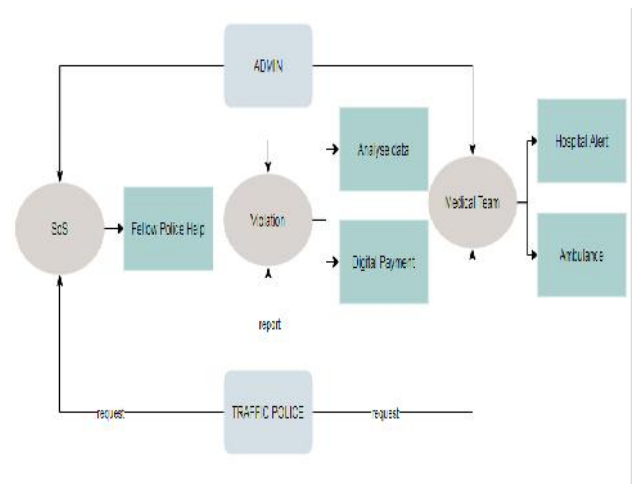 ADMIN
Analyse data
Hospital Alert
SoS
Fellow Police Help
Violation
Medical Team
Digital Payment
Ambulance
report
request
TRAFFIC POLICE
request